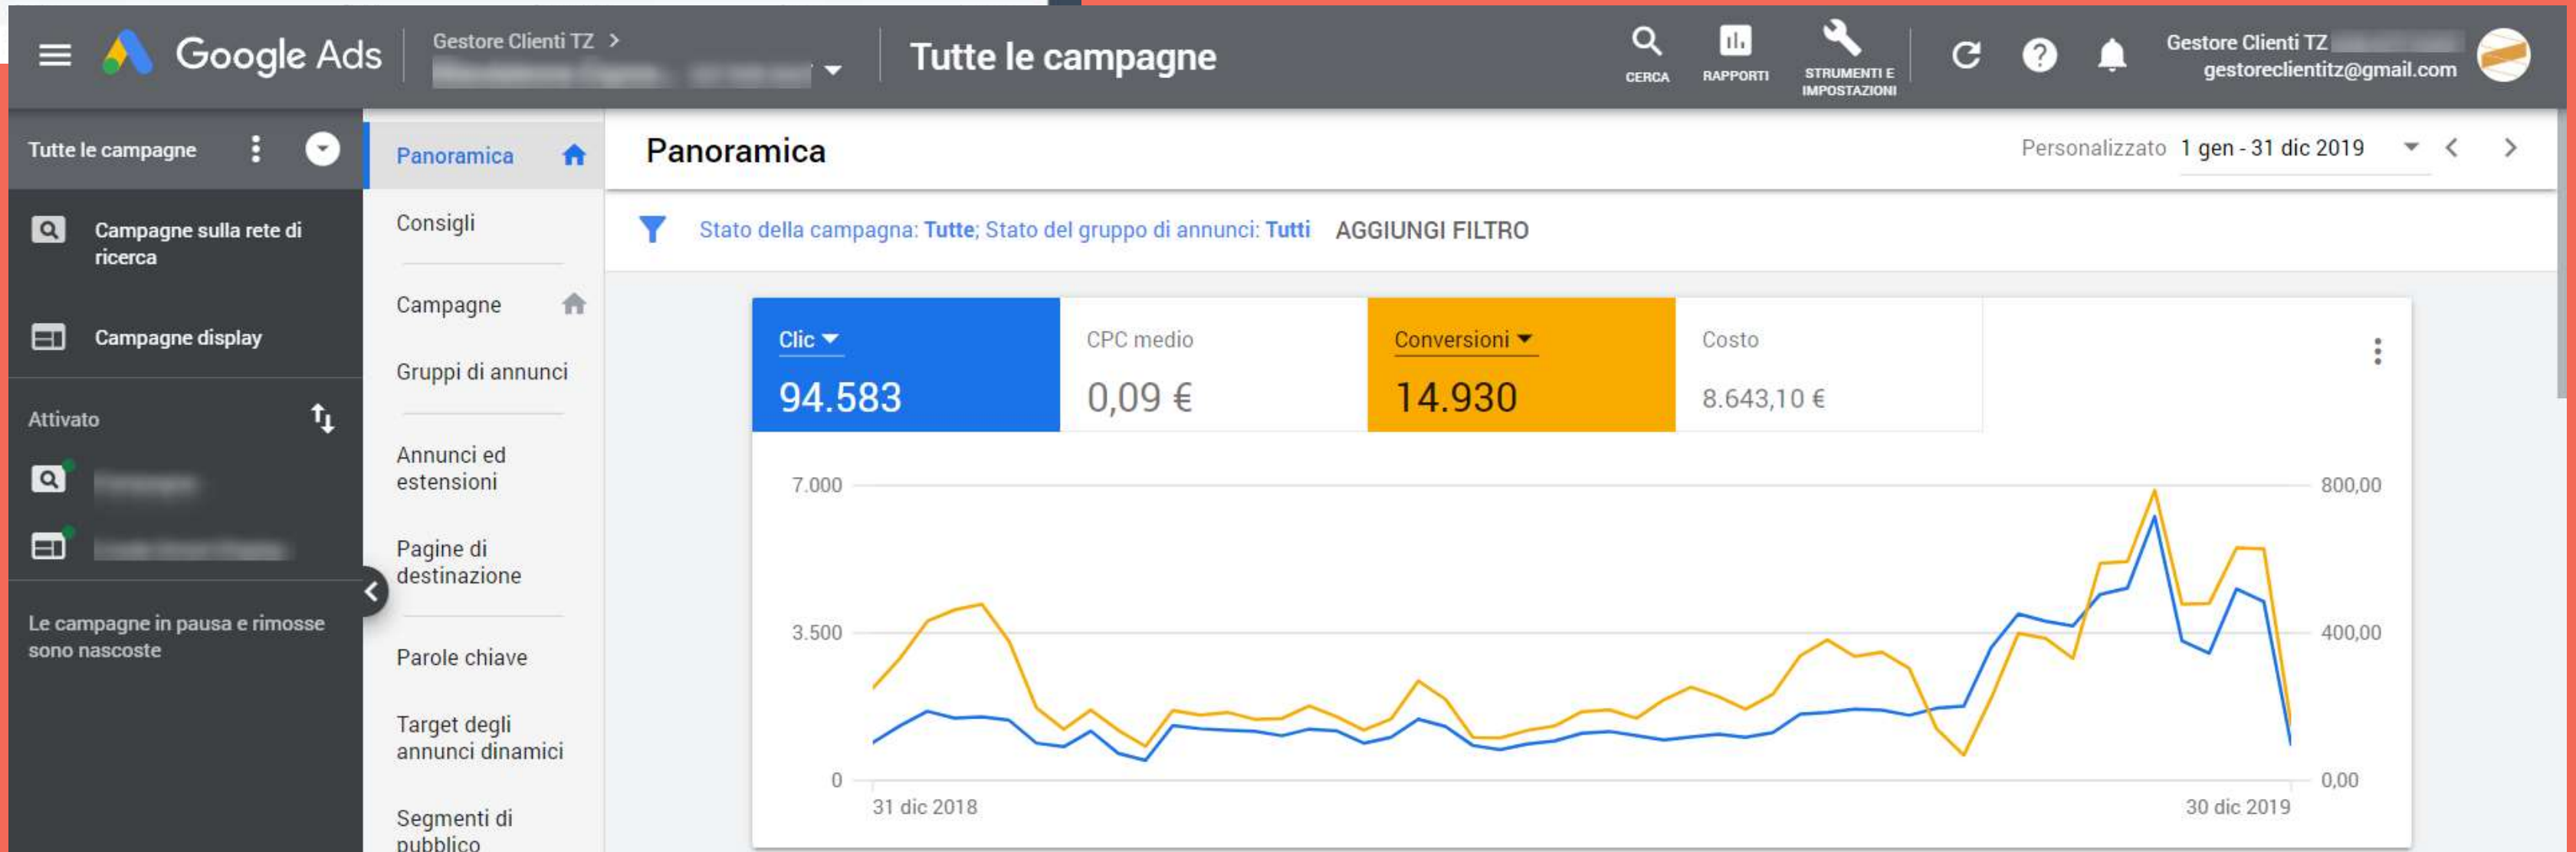 Google Ads
Gestore Clienti TZ >
Tutte le campagne
CERCA
RAPPORTI
STRUMENTI E
IMPOSTAZIONI
Gestore Clienti TZ
gestoreclientitz@gmail.com
Tutte le campagne
Campagne sulla rete di
ricerca
Campagne display
Attivato
Le campagne in pausa e rimosse
sono nascoste
Panoramica
Consigli
Campagne
Gruppi di annunci
Annunci ed
estensioni
Pagine di
destinazione
Parole chiave
Target degli
annunci dinamici
Segmenti di
pubblico
Panoramica
Personalizzato 1 gen - 31 dic 2019
Stato della campagna: Tutte; Stato del gruppo di annunci: Tutti AGGIUNGI FILTRO
Clic
94.583
CPC medio
0,09 €
Conversioni
14.930
Costo
8.643,10 €
7.000
800,00
3.500
400,00
0
0,00
31 dic 2018
30 dic 2019